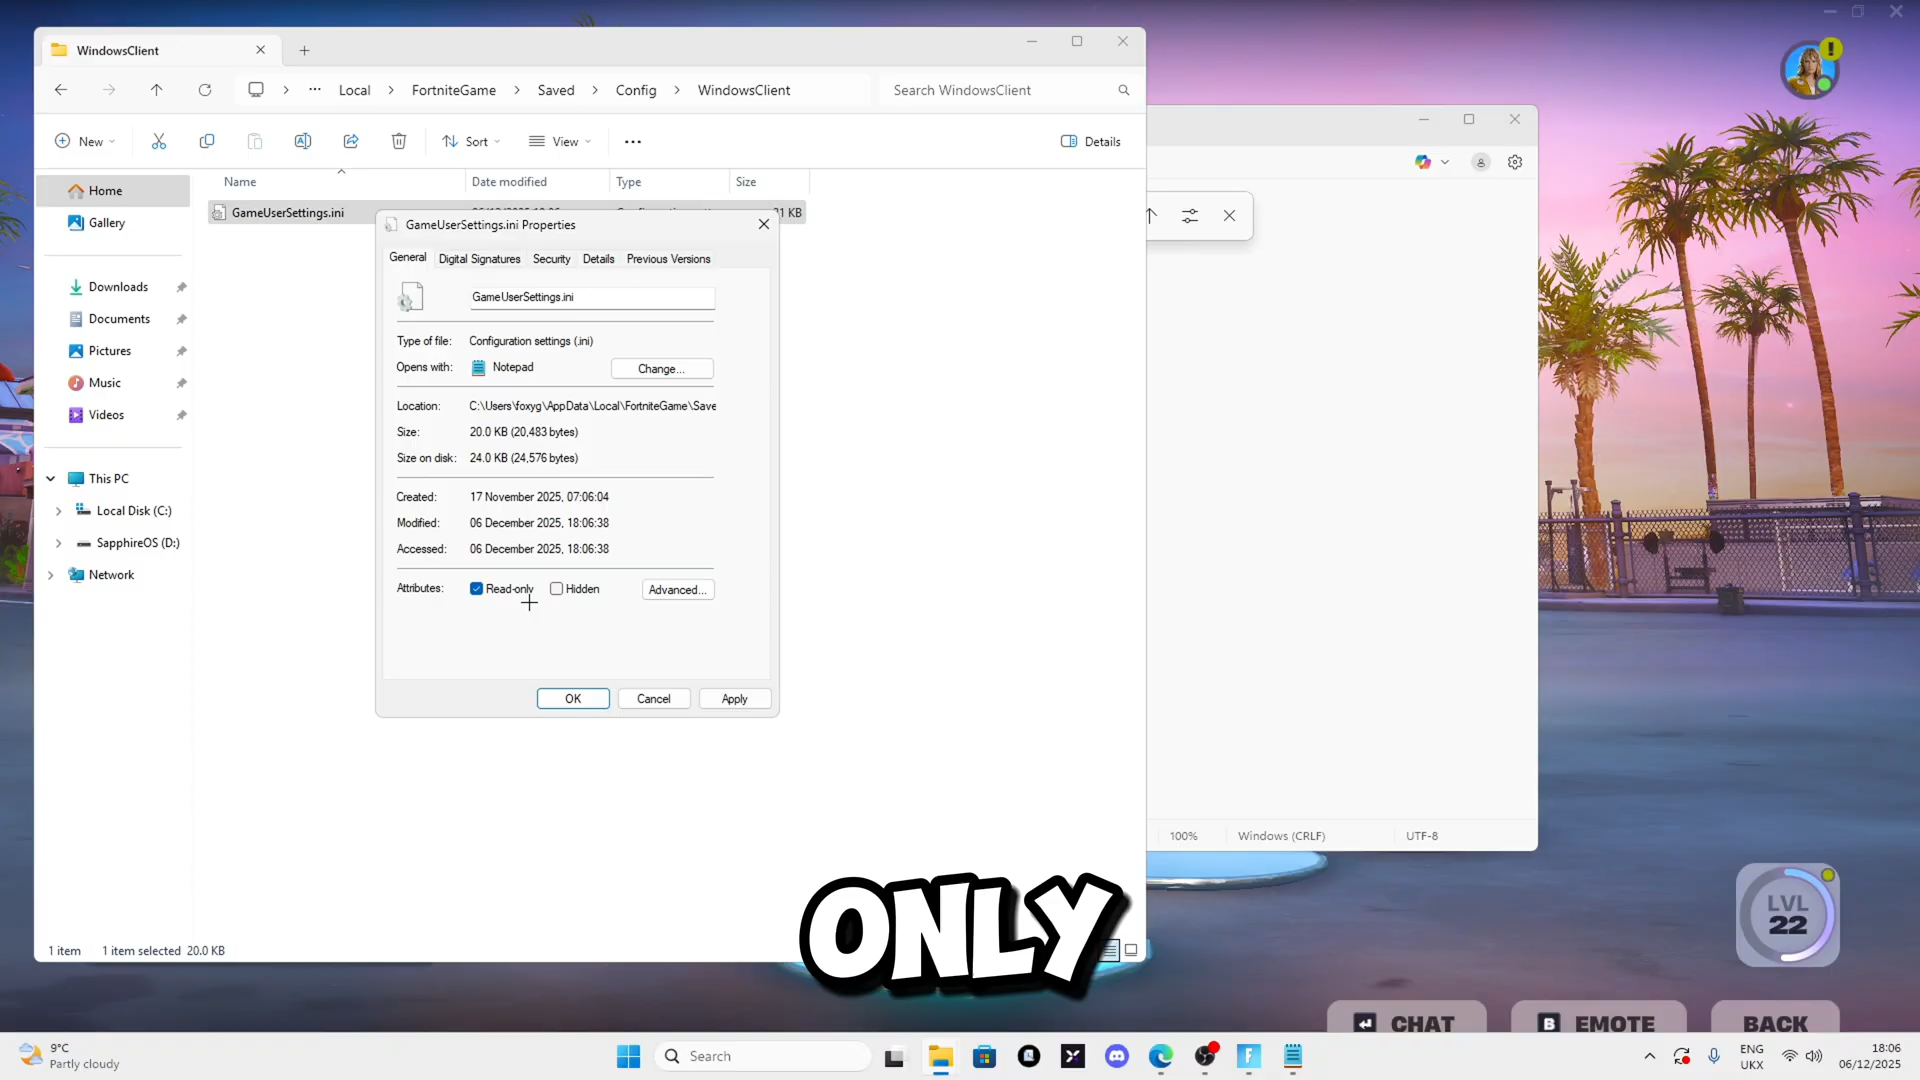 WindowsClient
Local
FortniteGame
Saved
Config
WindowsClient
Search WindowsClient
New
Sort
View
Details
Name
Date modified
Type
Size
Home
Gallery
Downloads
Documents
Pictures
Music
Videos
This PC
Local Disk (C:)
SapphireOS (D:)
Network
GameUserSettings.ini
31 KB
GameUserSettings.ini Properties
General
Digital Signatures
Security
Details
Previous Versions
GameUserSettings.ini
Type of file: Configuration settings (.ini)
Opens with: Notepad
Change...
Location: C:\Users\foxyg\AppData\Local\FortniteGame\Save
Size: 20.0 KB (20,483 bytes)
Size on disk: 24.0 KB (24,576 bytes)
Created: 17 November 2025, 07:06:04
Modified: 06 December 2025, 18:06:38
Accessed: 06 December 2025, 18:06:38
Attributes: Read-only Hidden Advanced...
OK
Cancel
Apply
100%
Windows (CRLF)
UTF-8
ONLY
1 item
1 item selected 20.0 KB
LVL
22
CHAT
B EMOTE
BACK
9°C
Partly cloudy
Search
ENG
UKX
18:06
06/12/2025